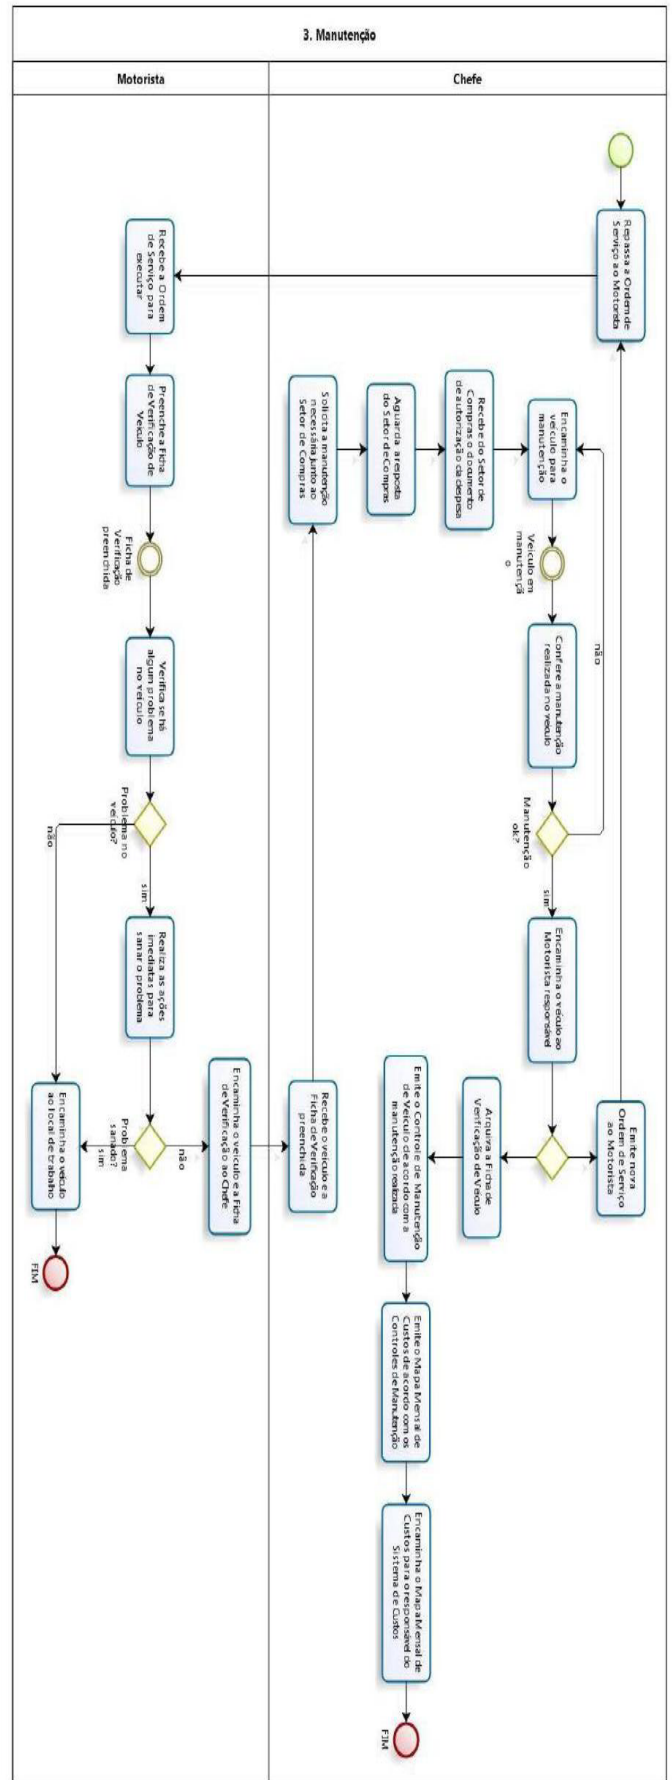 3. Manutenção
Motorista
Chefe
Repassa a Ordem de
Serviço ao Motorista
Recebe a Ordem
de Serviço para
executar
Preenche a Ficha
de Verificação de
Veículo
Ficha de
Verificação
preenchida
Verifica se há
algum problema
no veículo
Problema no
veículo?
não
sim
Realiza as ações
imediatas para
sanar o problema
Problema
sanado?
sim
não
Encaminha o veículo
ao local de trabalho
FIM
Encaminha o veículo e a Ficha
de Verificação ao Chefe
Recebe o veículo e a
Ficha de Verificação
preenchida
Solicita a manutenção
necessária junto ao
Setor de Compras
Aguarda a resposta
do Setor de Compras
Recebe do Setor de
Compras o documento
de autorização da despesa
Encaminha o
veículo para
manutenção
Veículo em
manutençã
o
Confere a manutenção
realizada no veículo
Manutenção
ok?
não
sim
Encaminha o veículo ao
Motorista responsável
Emite nova
Ordem de Serviço
ao Motorista
Arquiva a Ficha de
Verificação de Veículo
Emite o Controle de Manutenção
de Veículo de acordo com a
manutenção realizada
Emite o Mapa Mensal de
Custos de acordo com os
Controles de Manutenção
Encaminha o Mapa Mensal de
Custos para o responsável do
Sistema de Custos
FIM